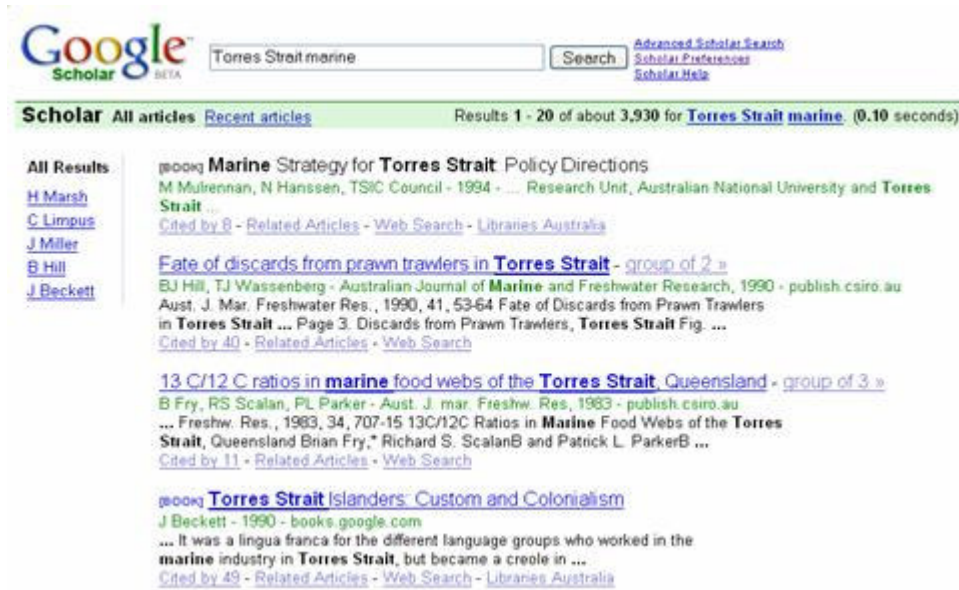 Google™
Scholar BETA
Torres Strait marine
Search
Advanced Scholar Search
Scholar Preferences
Scholar Help
Scholar All articles Recent articles Results 1 - 20 of about 3,930 for Torres Strait marine. (0.10 seconds)
All Results
H Marsh
C Limpus
J Miller
B Hill
J Beckett
[BOOK] Marine Strategy for Torres Strait: Policy Directions
M Mulrennan, N Hanssen, TSIC Council - 1994 - ... Research Unit, Australian National University and Torres
Strait ...
Cited by 8 - Related Articles - Web Search - Libraries Australia
Fate of discards from prawn trawlers in Torres Strait - group of 2 »
BJ Hill, TJ Wassenberg - Australian Journal of Marine and Freshwater Research, 1990 - publish.csiro.au
Aust. J. Mar. Freshwater Res., 1990, 41, 53-64 Fate of Discards from Prawn Trawlers
in Torres Strait ... Page 3. Discards from Prawn Trawlers, Torres Strait Fig. ...
Cited by 40 - Related Articles - Web Search
13 C/12 C ratios in marine food webs of the Torres Strait, Queensland - group of 3 »
B Fry, RS Scalan, PL Parker - Aust. J. mar. Freshw. Res, 1983 - publish.csiro.au
... Freshw. Res., 1983, 34, 707-15 13C/12C Ratios in Marine Food Webs of the Torres
Strait, Queensland Brian Fry,* Richard S. ScalanB and Patrick L. ParkerB ...
Cited by 11 - Related Articles - Web Search
[BOOK] Torres Strait Islanders: Custom and Colonialism
J Beckett - 1990 - books.google.com
... It was a lingua franca for the different language groups who worked in the
marine industry in Torres Strait, but became a creole in ...
Cited by 49 - Related Articles - Web Search - Libraries Australia